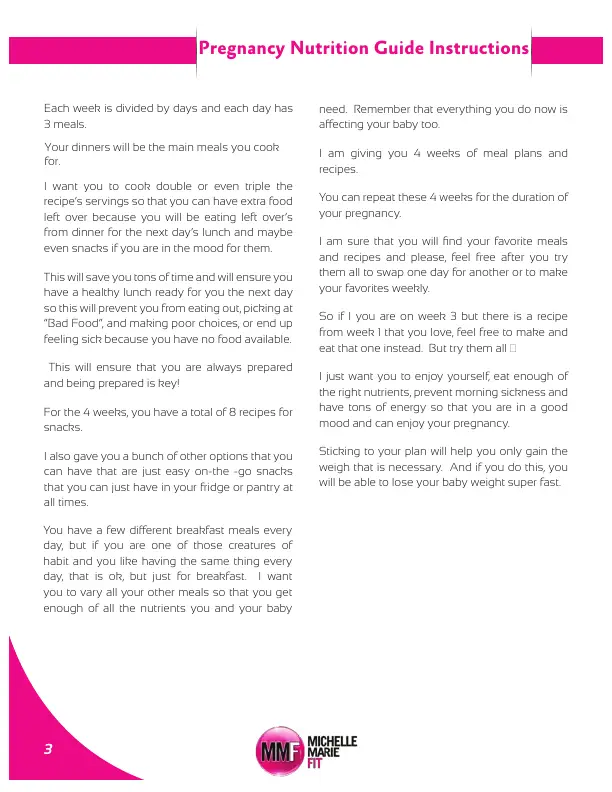 Pregnancy Nutrition Guide Instructions
Each week is divided by days and each day has
3 meals.
Your dinners will be the main meals you cook
for.
I want you to cook double or even triple the
recipe's servings so that you can have extra food
left over because you will be eating left over's
from dinner for the next day's lunch and maybe
even snacks if you are in the mood for them.
This will save you tons of time and will ensure you
have a healthy lunch ready for you the next day
so this will prevent you from eating out, picking at
"Bad Food", and making poor choices, or end up
feeling sick because you have no food available.
This will ensure that you are always prepared
and being prepared is key!
For the 4 weeks, you have a total of 8 recipes for
snacks.
I also gave you a bunch of other options that you
can have that are just easy on-the -go snacks
that you can just have in your fridge or pantry at
all times.
You have a few different breakfast meals every
day, but if you are one of those creatures of
habit and you like having the same thing every
day, that is ok, but just for breakfast. I want
you to vary all your other meals so that you get
enough of all the nutrients you and your baby
need. Remember that everything you do now is
affecting your baby too.
I am giving you 4 weeks of meal plans and
recipes.
You can repeat these 4 weeks for the duration of
your pregnancy.
I am sure that you will find your favorite meals
and recipes and please, feel free after you try
them all to swap one day for another or to make
your favorites weekly.
So if I you are on week 3 but there is a recipe
from week 1 that you love, feel free to make and
eat that one instead. But try them all
I just want you to enjoy yourself, eat enough of
the right nutrients, prevent morning sickness and
have tons of energy so that you are in a good
mood and can enjoy your pregnancy.
Sticking to your plan will help you only gain the
weigh that is necessary. And if you do this, you
will be able to lose your baby weight super fast.
3
MMF
MICHELLE
MARIE
FIT